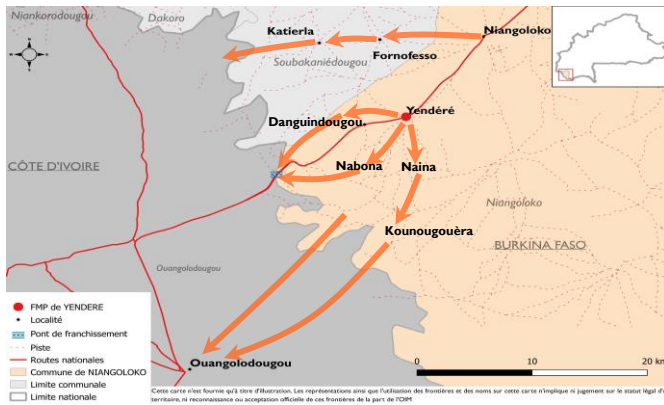 Niankorodougou
Dakoro
Katierla
Niangoloko
Fornofesso
Soubakaniédougou
Yendéré
Danguindougou
CÔTE D'IVOIRE
Nabona
Naina
Niangoloko
Kounougouèra
BURKINA FASO
Ouangolodougou
FMP de YENDERE
Localité
Pont de franchissement
Piste
Routes nationales
Commune de NIANGOLOKO
Limite communale
Limite nationale
Ouangolodougou
0 10 20 km
Cette carte n'est fournie qu'à titre d'illustration. Les représentations ainsi que l'utilisation des frontières et des noms sur cette carte n'implique ni jugement sur le statut légal d'u
territoire, ni reconnaissance ou acceptation officielle de ces frontières de la part de l'OIM